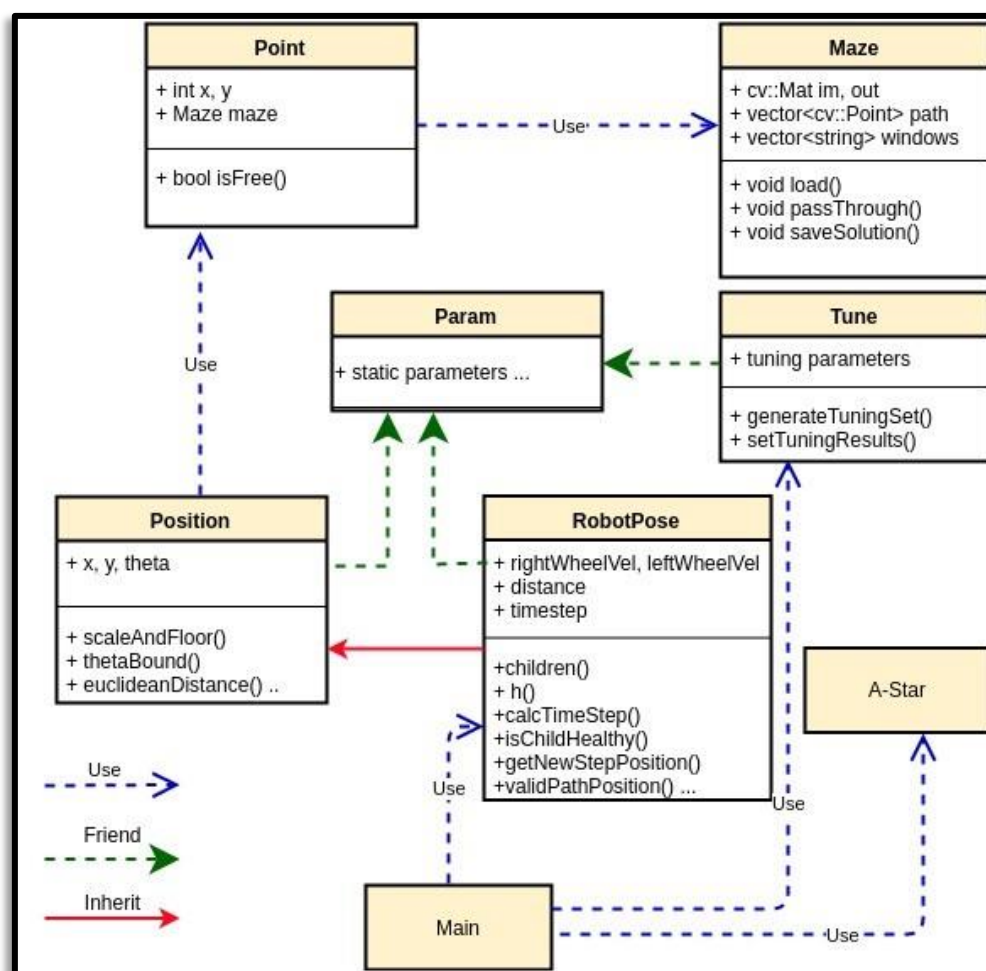 Point
+ int x, y
+ Maze maze
+ bool isFree()
Use
Maze
+ cv::Mat im, out
+ vector<cv::Point> path
+ vector<string> windows
+ void load()
+ void passThrough()
+ void saveSolution()
Use
Param
+ static parameters ...
Tune
+ tuning parameters
+ generateTuningSet()
+ setTuningResults()
Position
+ x, y, theta
+ scaleAndFloor()
+ thetaBound()
+ euclideanDistance() ..
RobotPose
+ rightWheelVel, leftWheelVel
+ distance
+ timestep
+children()
+ h()
+calcTimeStep()
+isChildHealthy()
+getNewStepPosition()
+validPathPosition() ...
A-Star
Use
Use
Use
Friend
Inherit
Main
Use